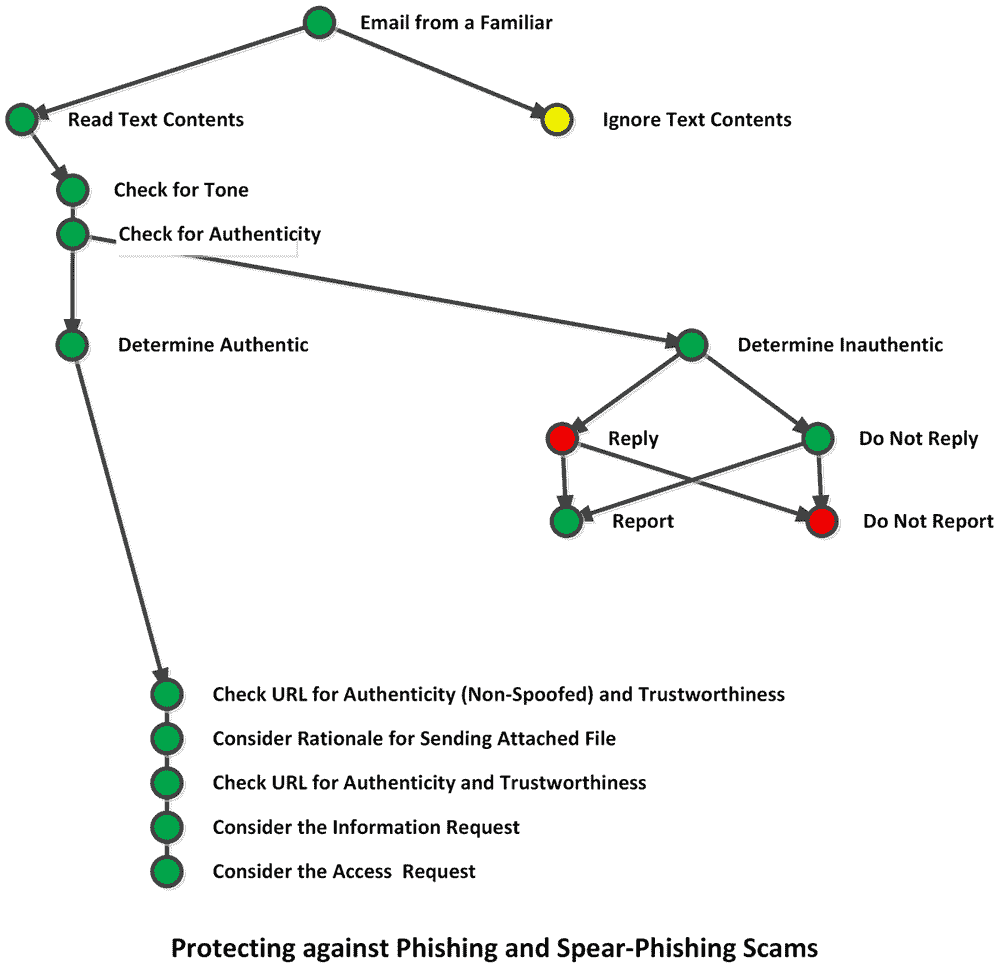 Email from a Familiar
Read Text Contents
Ignore Text Contents
Check for Tone
Check for Authenticity
Determine Authentic
Determine Inauthentic
Reply
Do Not Reply
Report
Do Not Report
Check URL for Authenticity (Non-Spoofed) and Trustworthiness
Consider Rationale for Sending Attached File
Check URL for Authenticity and Trustworthiness
Consider the Information Request
Consider the Access Request
Protecting against Phishing and Spear-Phishing Scams